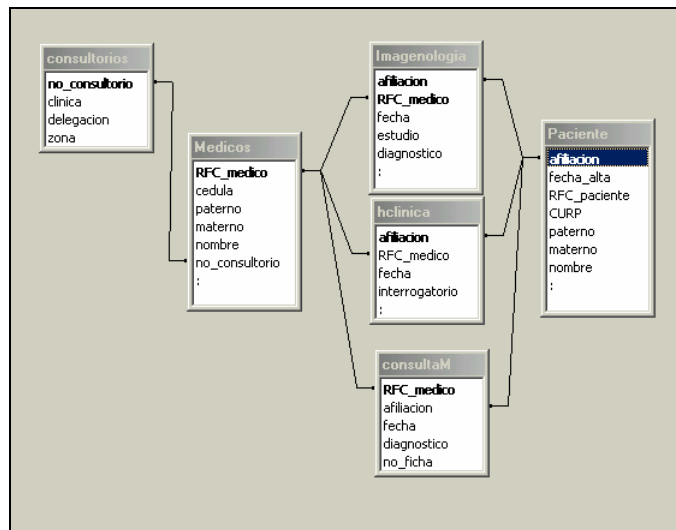 consultorios
no_consultorio
clinica
delegacion
zona
Medicos
RFC_medico
cedula
paterno
materno
nombre
no_consultorio
:
Imagenologia
afiliacion
RFC_medico
fecha
estudio
diagnostico
:
hclinica
afiliacion
RFC_medico
fecha
interrogatorio
:
consultaM
RFC_medico
afiliacion
fecha
diagnostico
no_ficha
Paciente
afiliacion
fecha_alta
RFC_paciente
CURP
paterno
materno
nombre
: